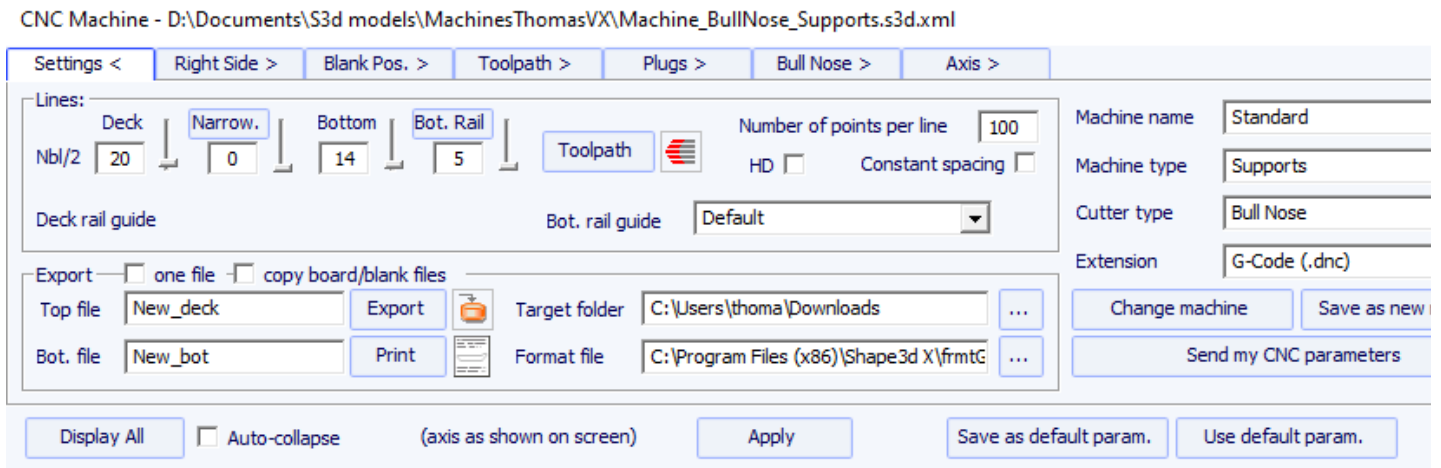 CNC Machine - D:\Documents\S3d models\MachinesThomasVX\Machine_BullNose_Supports.s3d.xml
Settings < Right Side > Blank Pos. > Toolpath > Plugs > Bull Nose > Axis >
Lines:
Deck Narrow. Bottom Bot. Rail Number of points per line 100
Nbl/2 20 0 14 5 Toolpath HD Constant spacing
Deck rail guide Bot. rail guide Default
Machine name Standard
Machine type Supports
Cutter type Bull Nose
Extension G-Code (.dnc)
Export one file copy board/blank files
Top file New_deck Export Target folder C:\Users\thoma\Downloads ...
Bot. file New_bot Print Format file C:\Program Files (x86)\Shape3d X\frmtG ...
Change machine Save as new
Send my CNC parameters
Display All Auto-collapse (axis as shown on screen) Apply Save as default param. Use default param.